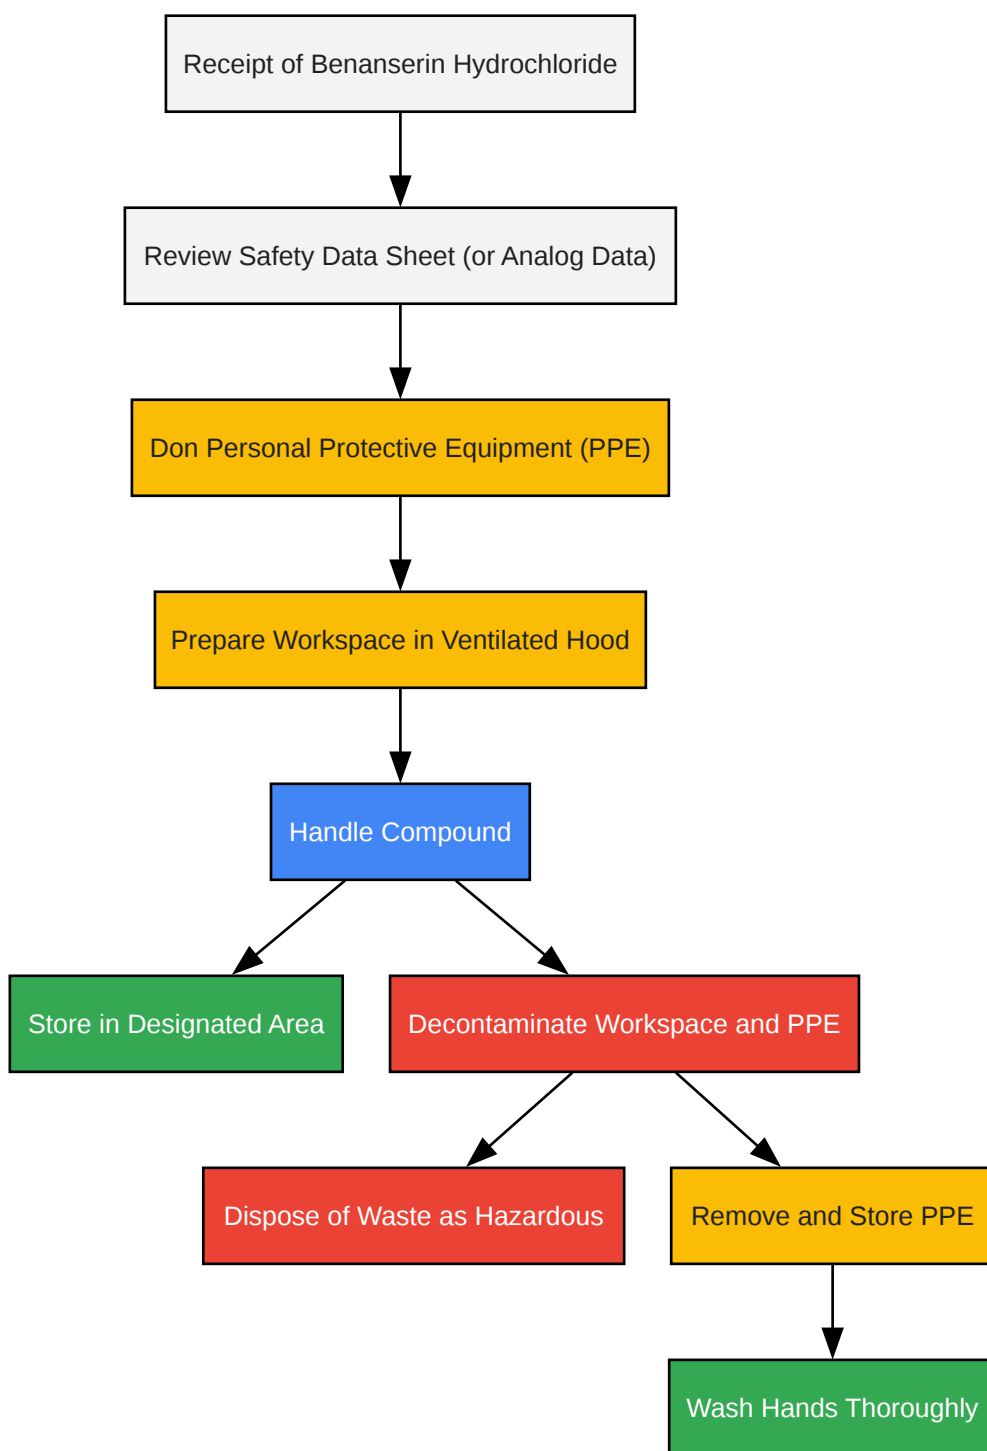 Receipt of Benanserin Hydrochloride
Review Safety Data Sheet (or Analog Data)
Don Personal Protective Equipment (PPE)
Prepare Workspace in Ventilated Hood
Handle Compound
Store in Designated Area
Decontaminate Workspace and PPE
Dispose of Waste as Hazardous
Remove and Store PPE
Wash Hands Thoroughly